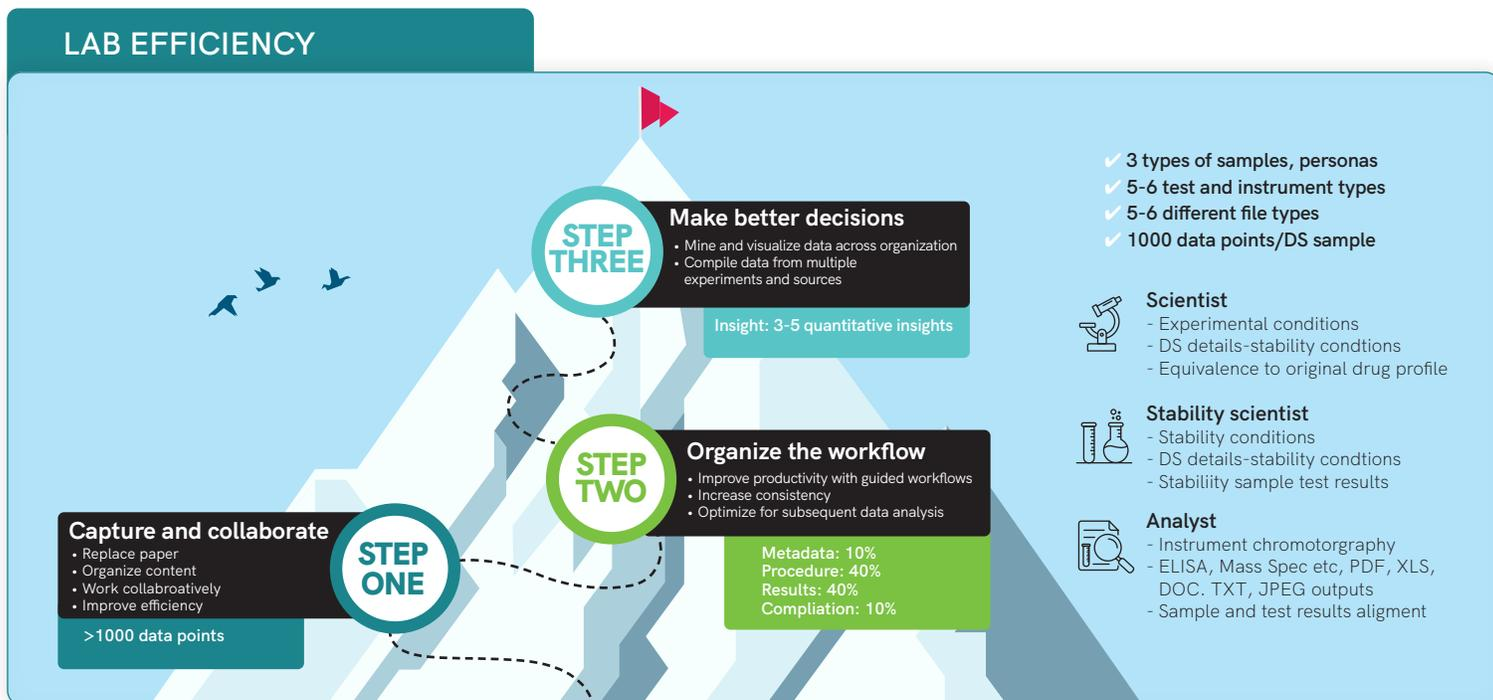 LAB EFFICIENCY
STEP
THREE
Make better decisions
• Mine and visualize data across organization
• Compile data from multiple
experiments and sources
Insight: 3-5 quantitative insights
STEP
TWO
Organize the workflow
• Improve productivity with guided workflows
• Increase consistency
• Optimize for subsequent data analysis
Metadata: 10%
Procedure: 40%
Results: 40%
Compliation: 10%
Capture and collaborate
• Replace paper
• Organize content
• Work collabroatively
• Improve efficiency
STEP
ONE
>1000 data points
✔ 3 types of samples, personas
✔ 5-6 test and instrument types
✔ 5-6 different file types
✔ 1000 data points/DS sample
Scientist
- Experimental conditions
- DS details-stability condtions
- Equivalence to original drug profile
Stability scientist
- Stability conditions
- DS details-stability condtions
- Stabiliity sample test results
Analyst
- Instrument chromotorgraphy
- ELISA, Mass Spec etc, PDF, XLS,
DOC. TXT, JPEG outputs
- Sample and test results aligment